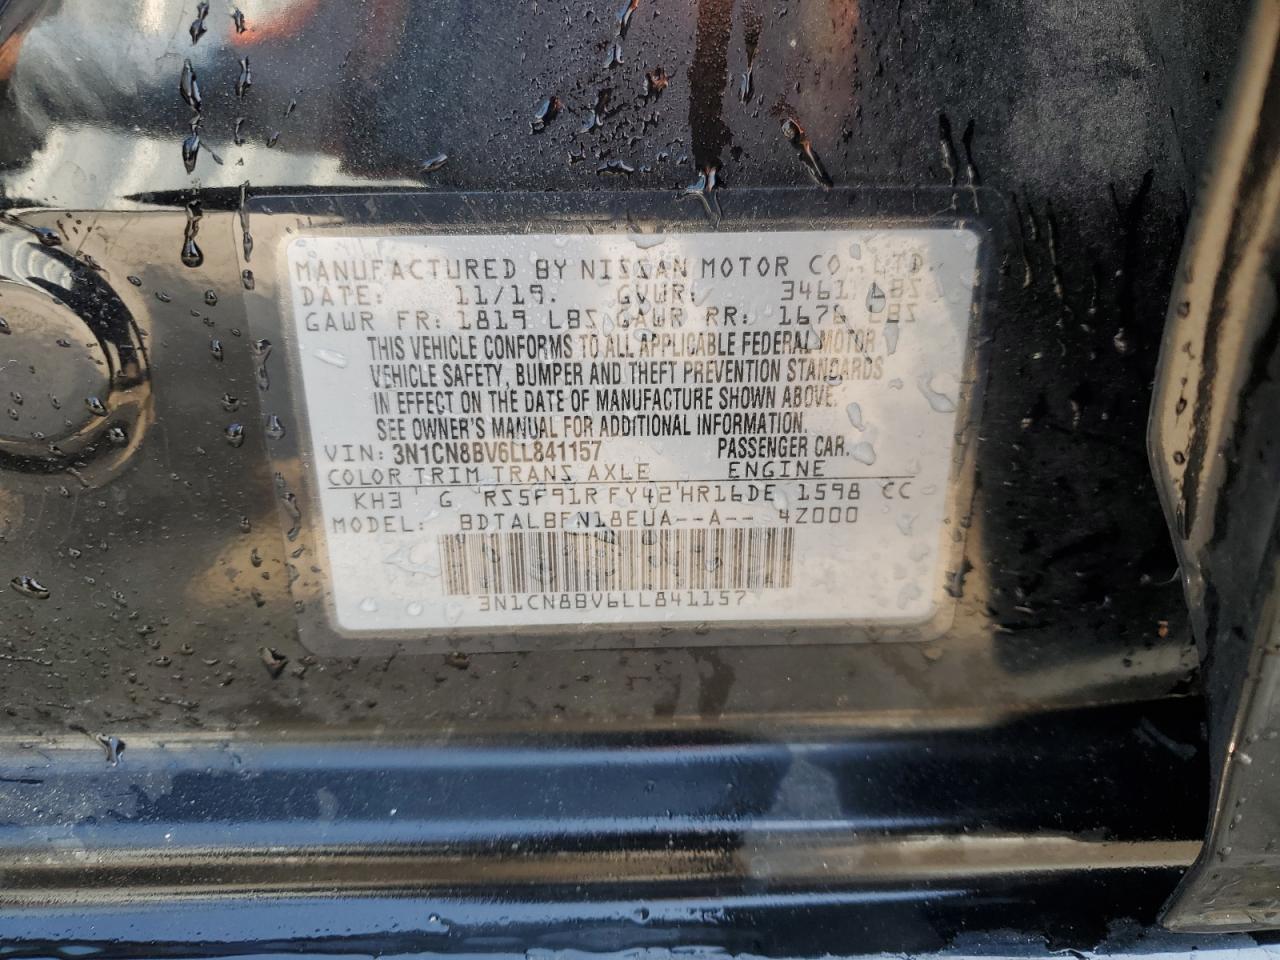 MANUFACTURED BY NISSAN MOTOR CO., LTD.
DATE: 11/19. GVWR: 3461 LBS
GAWR FR: 1819 LBS GAWR RR: 1676 LBS
THIS VEHICLE CONFORMS TO ALL APPLICABLE FEDERAL MOTOR
VEHICLE SAFETY, BUMPER AND THEFT PREVENTION STANDARDS
IN EFFECT ON THE DATE OF MANUFACTURE SHOWN ABOVE.
SEE OWNER'S MANUAL FOR ADDITIONAL INFORMATION.
VIN: 3N1CN8BV6LL841157 PASSENGER CAR.
COLOR TRIM TRANS AXLE ENGINE
KH3 G RS5F91R FY42 HR16DE 1598 CC
MODEL: BDTALBFN18EUA--A-- 4Z000
3N1CN8BV6LL841157